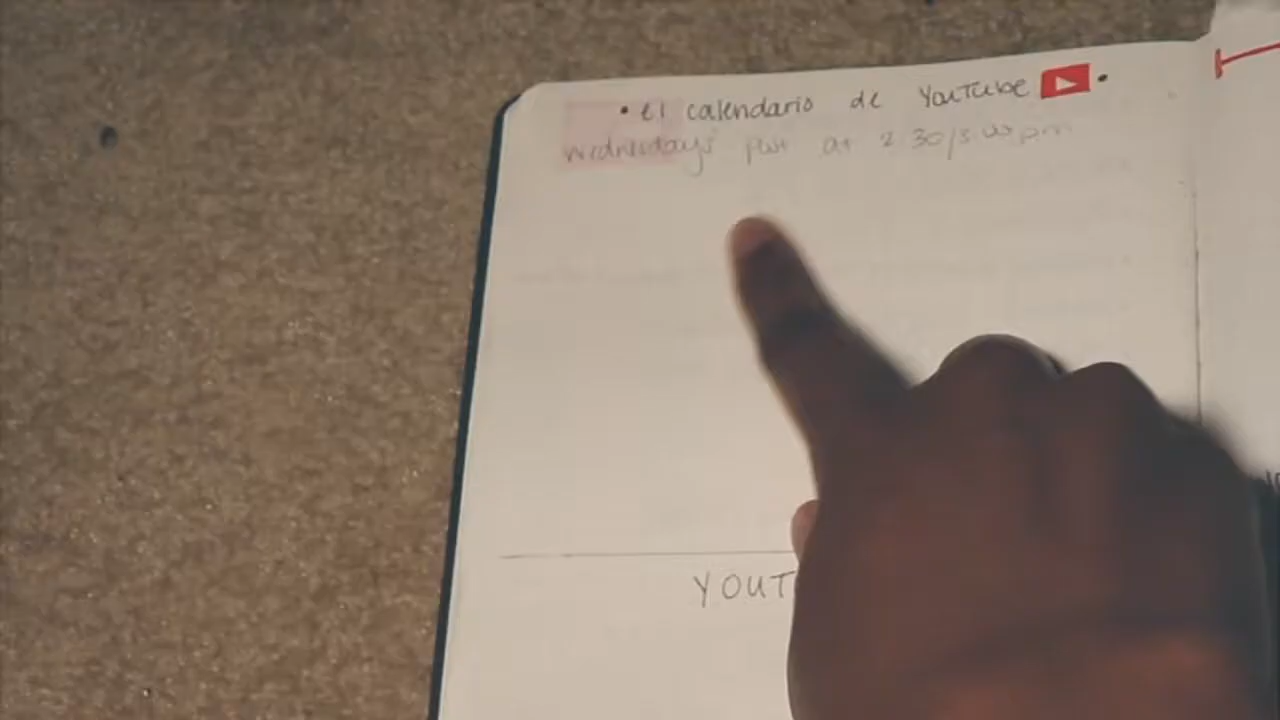 • el calendario de YouTube •
wednesdays post at 2:30/3:00pm
YOUT